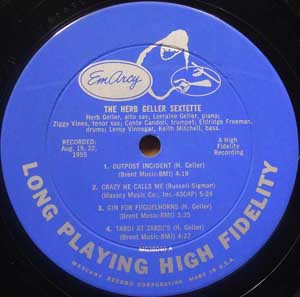 EmArcy
THE HERB GELLER SEXTETTE
Herb Geller, alto sax; Lorraine Geller, piano;
Ziggy Vines, tenor sax; Conte Candoli, trumpet, Eldridge Freeman,
drums; Leroy Vinnegar, Keith Mitchell, bass.
RECORDED:
Aug. 19, 22,
1955
A High
Fidelity
Recording
1. OUTPOST INCIDENT (H. Geller)
(Brent Music-BMI) 4:19
2. CRAZY HE CALLS ME (Russell-Sigman)
(Massey Music Co., Inc.-ASCAP) 5:24
3. GIN FOR FUGUELHORNS (H. Geller)
(Brent Music-BMI) 3:35
4. TARDI AT ZARDI'S (H. Geller)
(Brent Music-BMI) 4:27
LONG PLAYING HIGH FIDELITY
MERCURY RECORD CORPORATION MADE IN U.S.A.